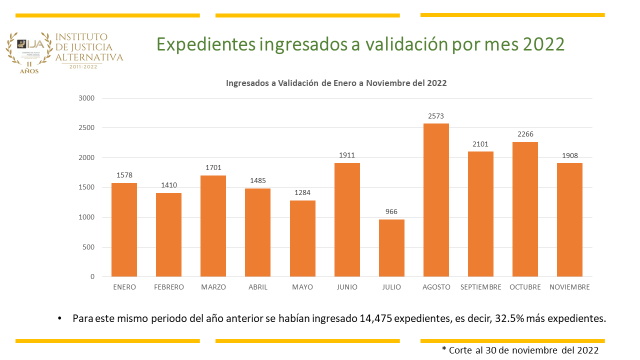 IJA
INSTITUTO
DE JUSTICIA
ALTERNATIVA
2011-2022
11
AÑOS
Expedientes ingresados a validación por mes 2022
Ingresados a Validación de Enero a Noviembre del 2022
3000
2500
2000
1500
1000
500
0
1578
1410
1701
1485
1284
1911
966
2573
2101
2266
1908
ENERO FEBRERO MARZO ABRIL MAYO JUNIO JULIO AGOSTO SEPTIEMBRE OCTUBRE NOVIEMBRE
• Para este mismo periodo del año anterior se habían ingresado 14,475 expedientes, es decir, 32.5% más expedientes.
* Corte al 30 de noviembre del 2022